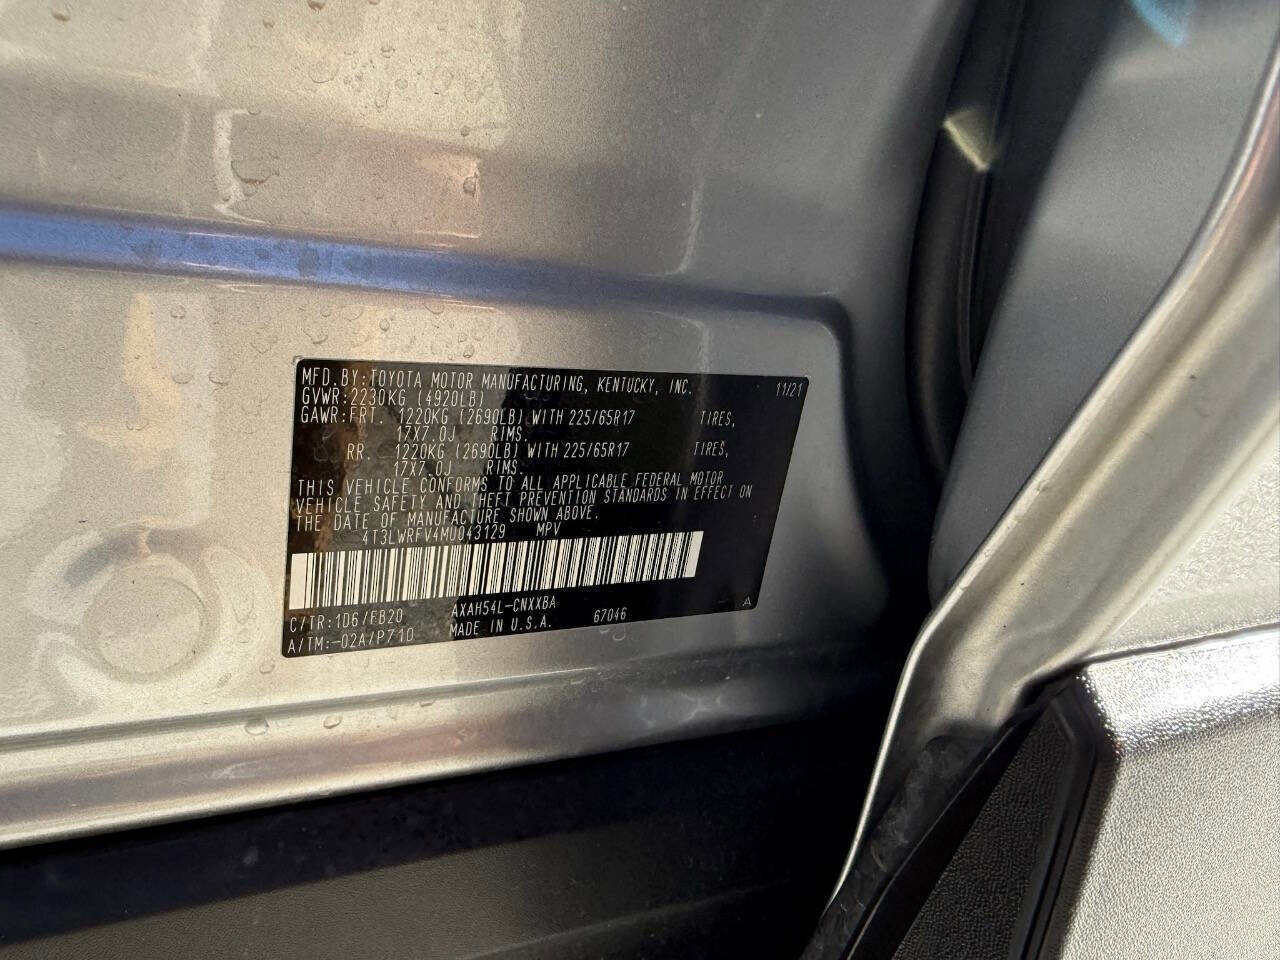 MFD.BY:TOYOTA MOTOR MANUFACTURING, KENTUCKY, INC. 11/21
GVWR:2230KG (4920LB)
GAWR:FRT. 1220KG (2690LB) WITH 225/65R17 TIRES,
17X7.0J RIMS.
RR. 1220KG (2690LB) WITH 225/65R17 TIRES,
17X7.0J RIMS.
THIS VEHICLE CONFORMS TO ALL APPLICABLE FEDERAL MOTOR
VEHICLE SAFETY AND THEFT PREVENTION STANDARDS IN EFFECT ON
THE DATE OF MANUFACTURE SHOWN ABOVE.
4T3LWRFV4MU043129 MPV
C/TR:1D6/FB20 AXAH54L-CNXXBA 67046 A
A/TM:-02A/P710 MADE IN U.S.A.